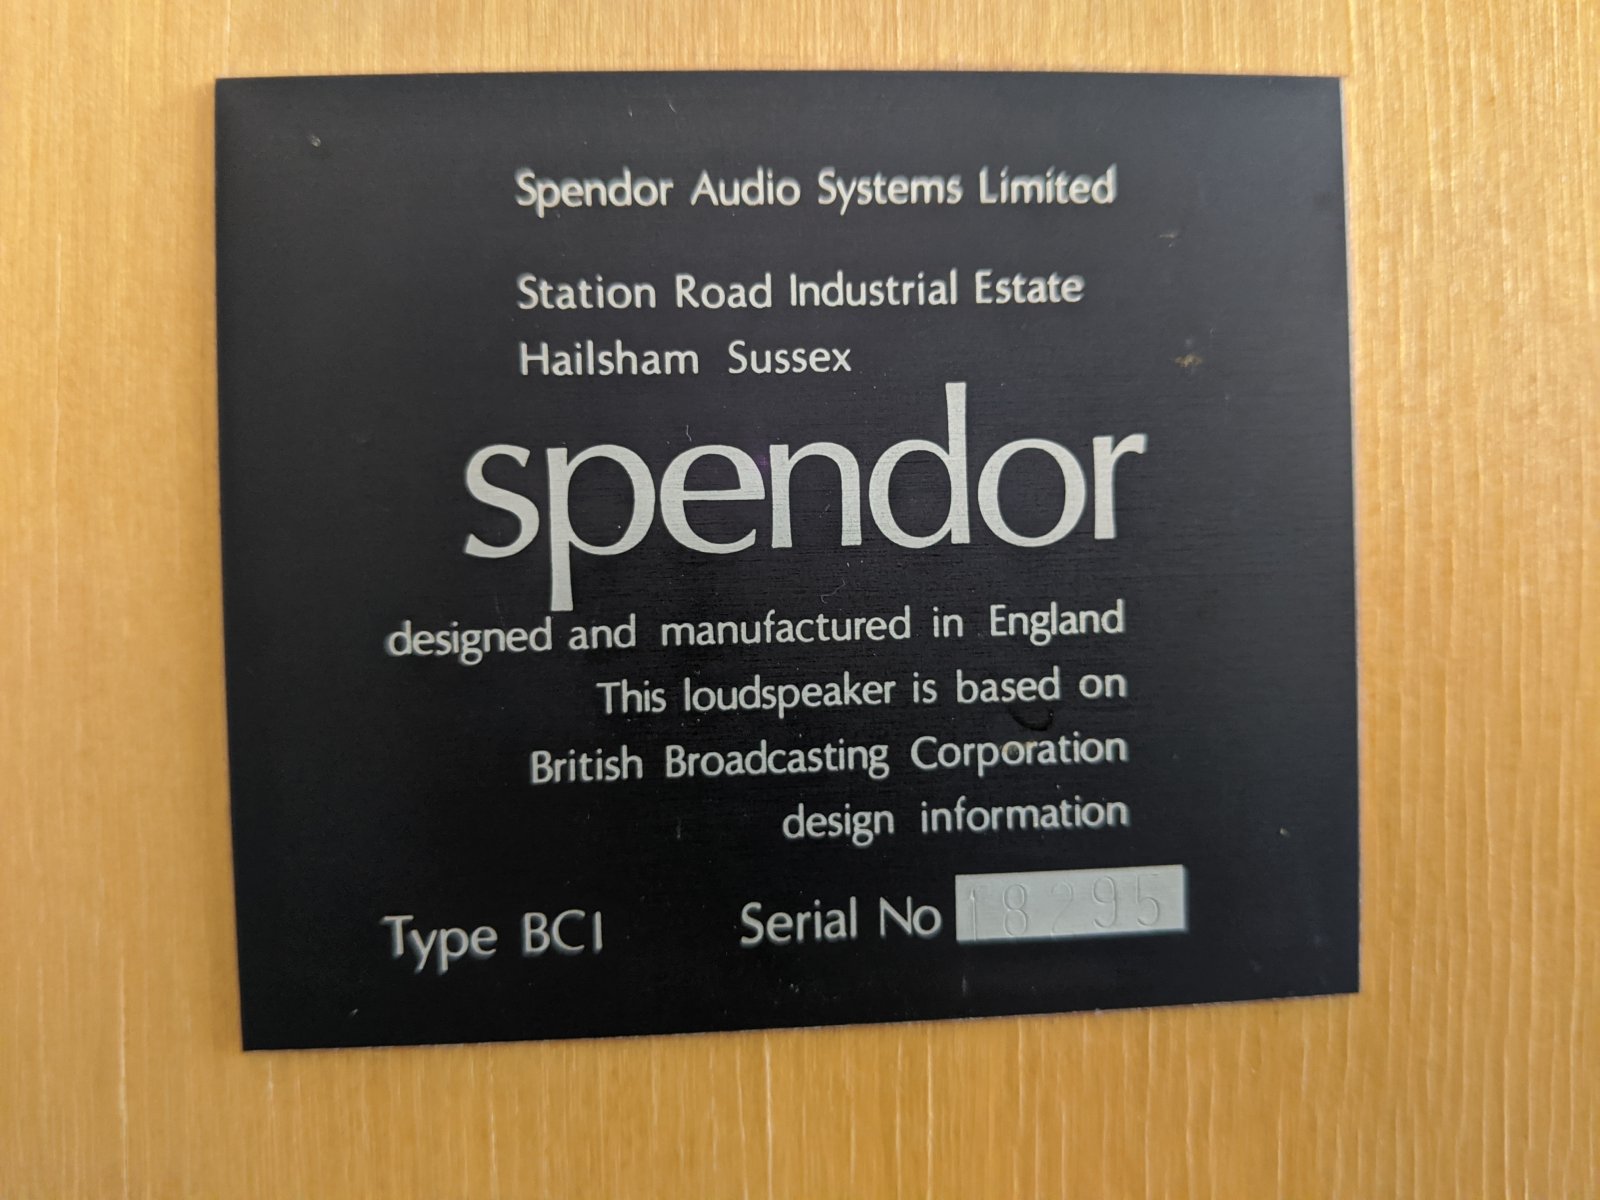 Spendor Audio Systems Limited
Station Road Industrial Estate
Hailsham Sussex
spendor
designed and manufactured in England
This loudspeaker is based on
British Broadcasting Corporation
design information
Type BC1 Serial No 18295